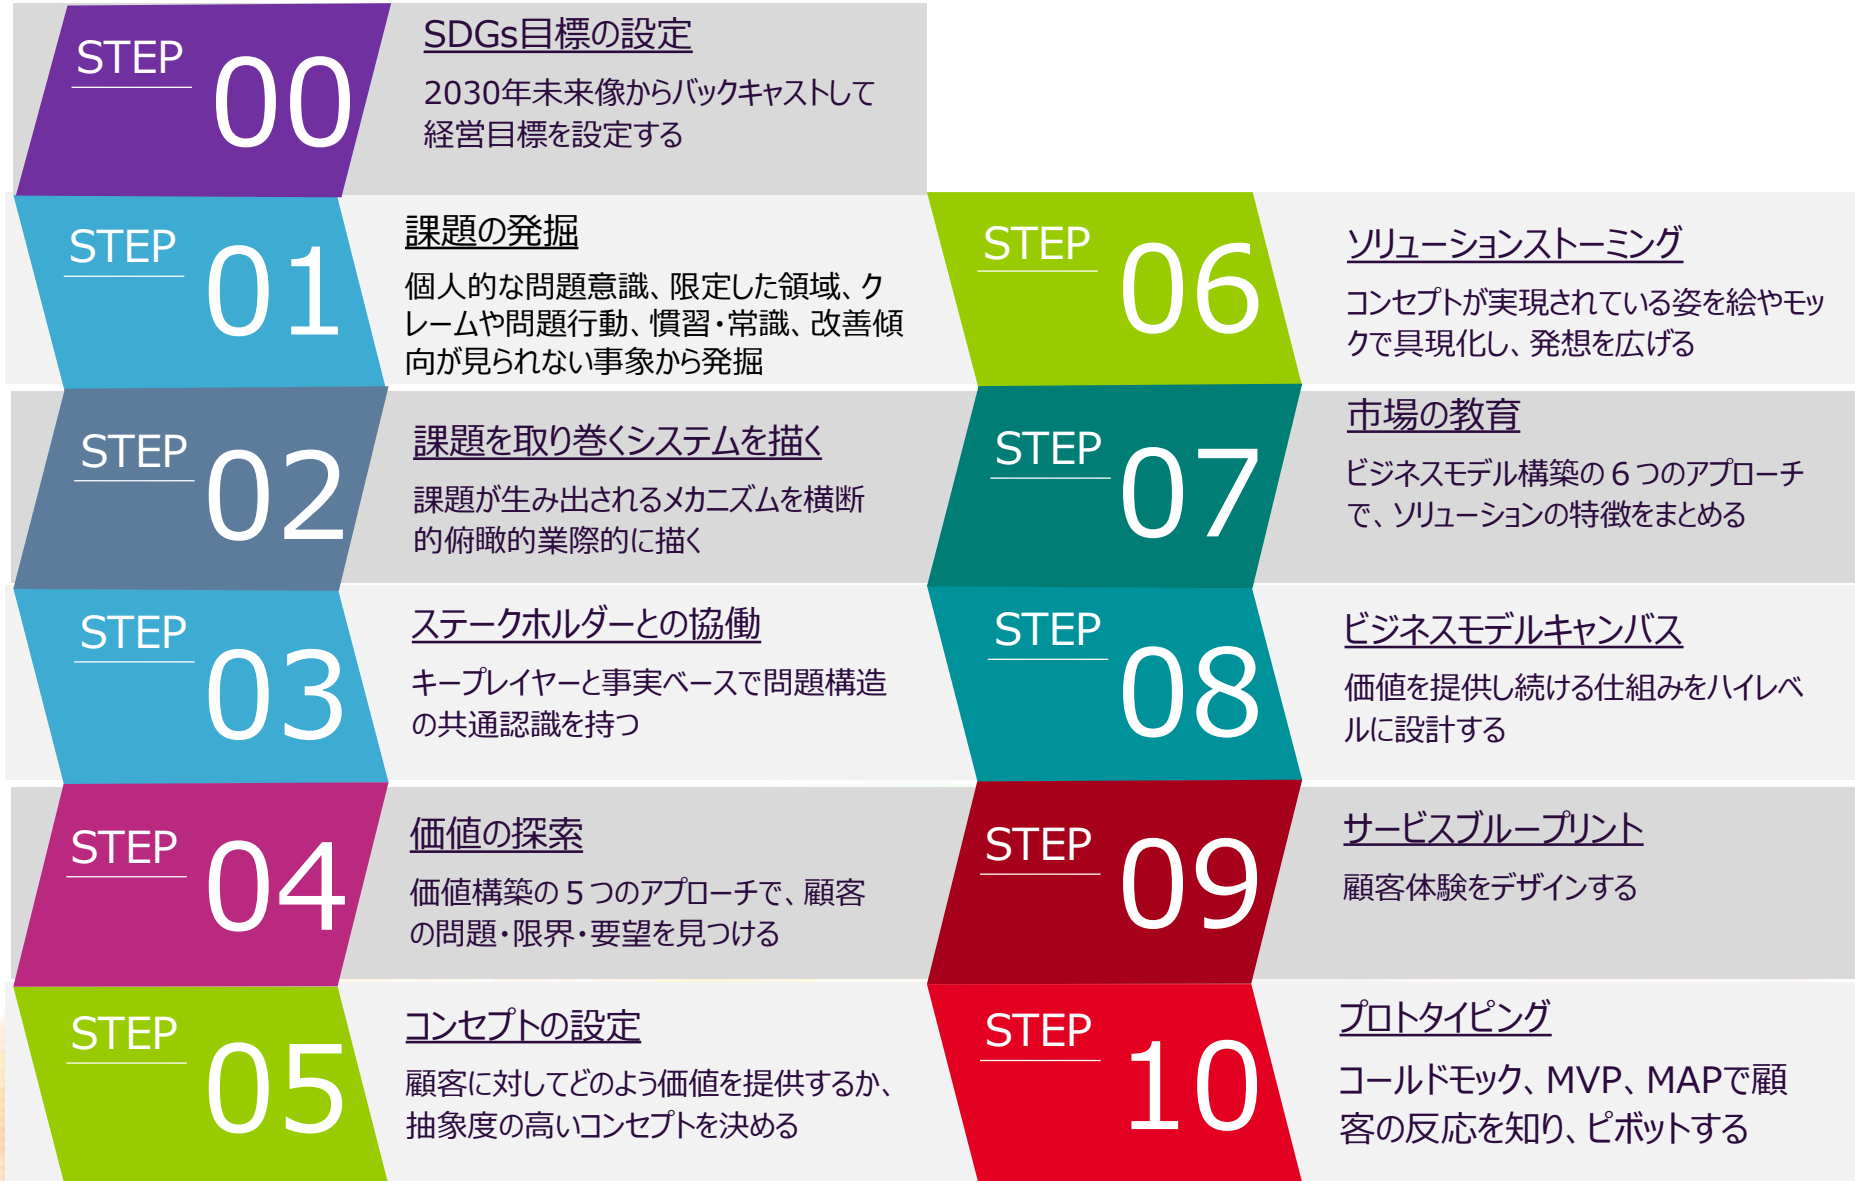 STEP
00
SDGs目標の設定
2030年未来像からバックキャストして
経営目標を設定する
STEP
01
課題の発掘
個人的な問題意識、限定した領域、ク
レームや問題行動、慣習・常識、改善傾
向が見られない事象から発掘
STEP
02
課題を取り巻くシステムを描く
課題が生み出されるメカニズムを横断
的俯瞰的業際的に描く
STEP
03
ステークホルダーとの協働
キープレイヤーと事実ベースで問題構造
の共通認識を持つ
STEP
04
価値の探索
価値構築の5つのアプローチで、顧客
の問題・限界・要望を見つける
STEP
05
コンセプトの設定
顧客に対してどのよう価値を提供するか、
抽象度の高いコンセプトを決める
STEP
06
ソリューションストーミング
コンセプトが実現されている姿を絵やモッ
クで具現化し、発想を広げる
STEP
07
市場の教育
ビジネスモデル構築の6つのアプローチ
で、ソリューションの特徴をまとめる
STEP
08
ビジネスモデルキャンバス
価値を提供し続ける仕組みをハイレベ
ルに設計する
STEP
09
サービスブループリント
顧客体験をデザインする
STEP
10
プロトタイピング
コールドモック、MVP、MAPで顧
客の反応を知り、ピボットする